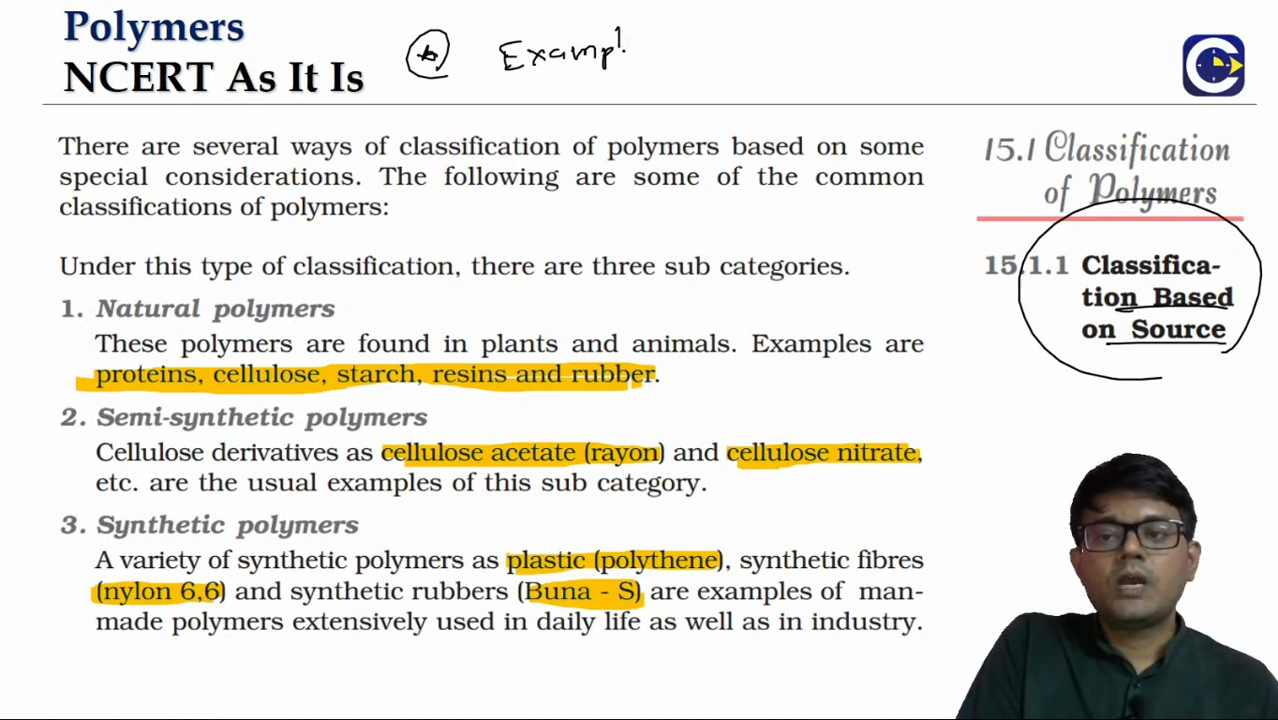 Polymers
NCERT As It Is
There are several ways of classification of polymers based on some
special considerations. The following are some of the common
classifications of polymers:
Under this type of classification, there are three sub categories.
1. Natural polymers
These polymers are found in plants and animals. Examples are
proteins, cellulose, starch, resins and rubber.
2. Semi-synthetic polymers
Cellulose derivatives as cellulose acetate (rayon) and cellulose nitrate,
etc. are the usual examples of this sub category.
3. Synthetic polymers
A variety of synthetic polymers as plastic (polythene), synthetic fibres
(nylon 6,6) and synthetic rubbers (Buna - S) are examples of man-
made polymers extensively used in daily life as well as in industry.
15.1 Classification
of Polymers
15.1.1 Classifica-
tion Based
on Source